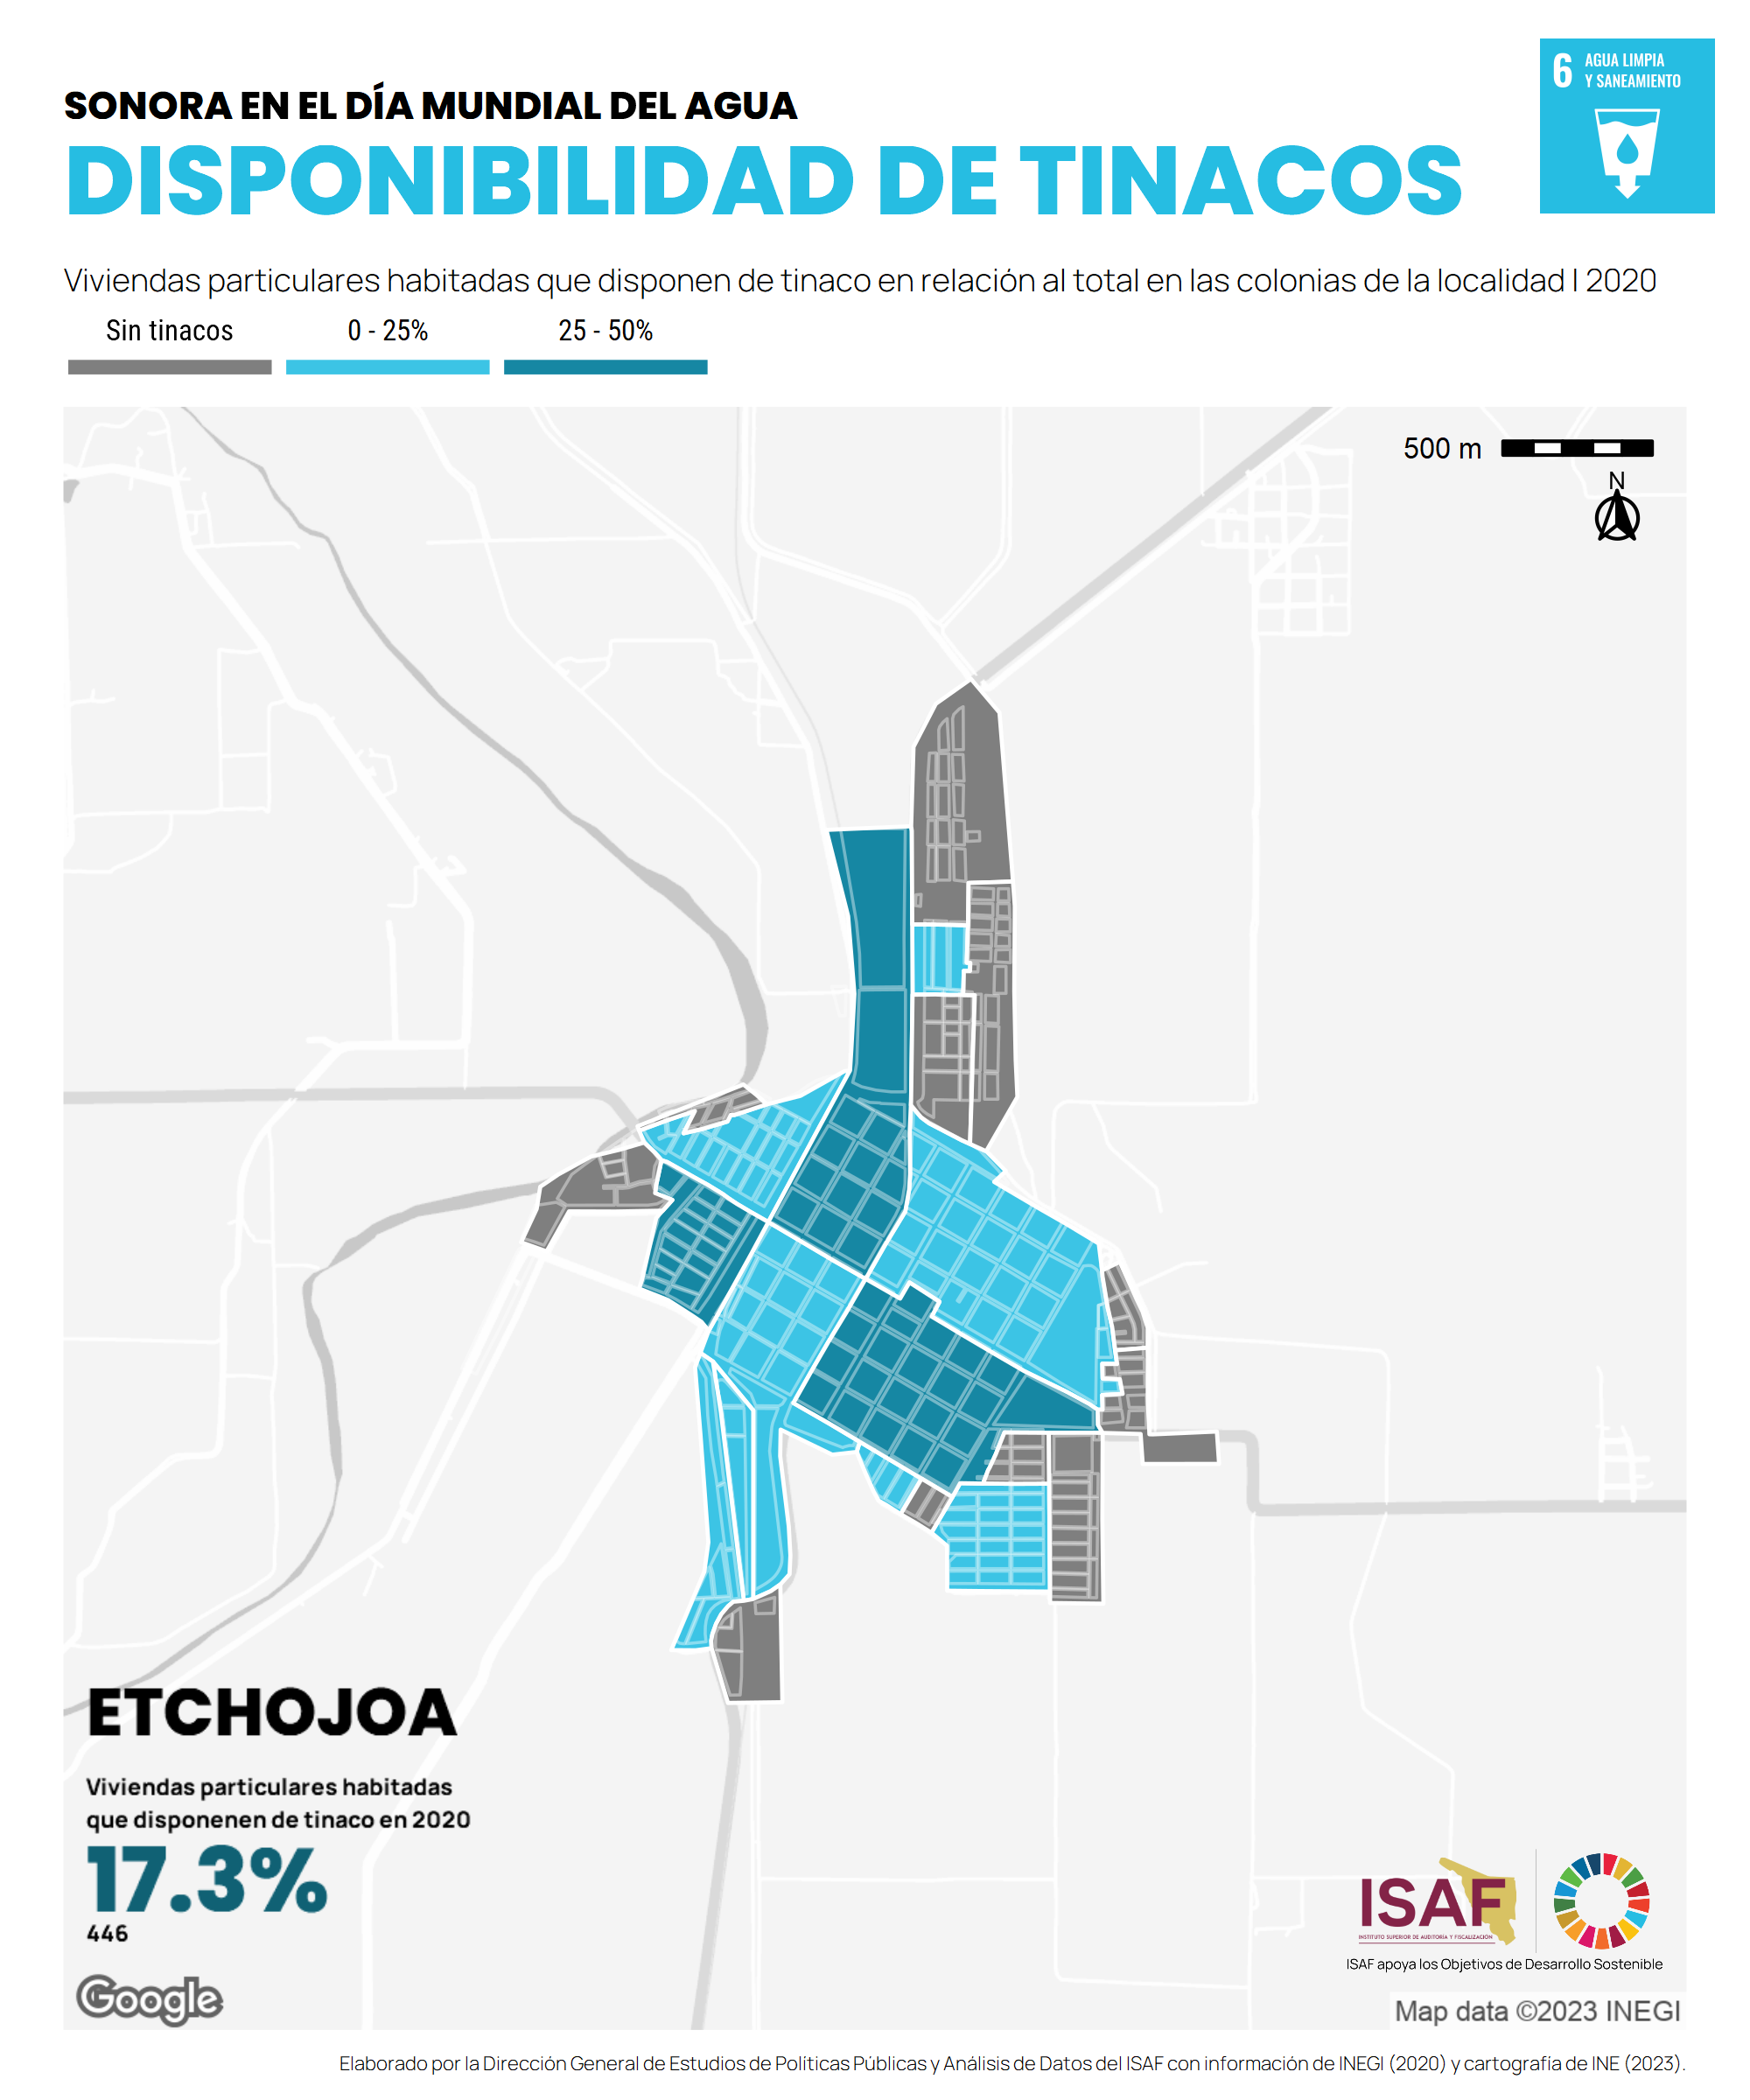 SONORA EN EL DÍA MUNDIAL DEL AGUA
DISPONIBILIDAD DE TINACOS
6 AGUA LIMPIA
Y SANEAMIENTO
Viviendas particulares habitadas que disponen de tinaco en relación al total en las colonias de la localidad | 2020
Sin tinacos 0 - 25% 25 - 50%
500 m
N
ETCHOJOA
Viviendas particulares habitadas
que disponenen de tinaco en 2020
17.3%
446
Google
ISAF
INSTITUTO SUPERIOR DE AUDITORÍA Y FISCALIZACIÓN
ISAF apoya los Objetivos de Desarrollo Sostenible
Map data ©2023 INEGI
Elaborado por la Dirección General de Estudios de Políticas Públicas y Análisis de Datos del ISAF con información de INEGI (2020) y cartografía de INE (2023).